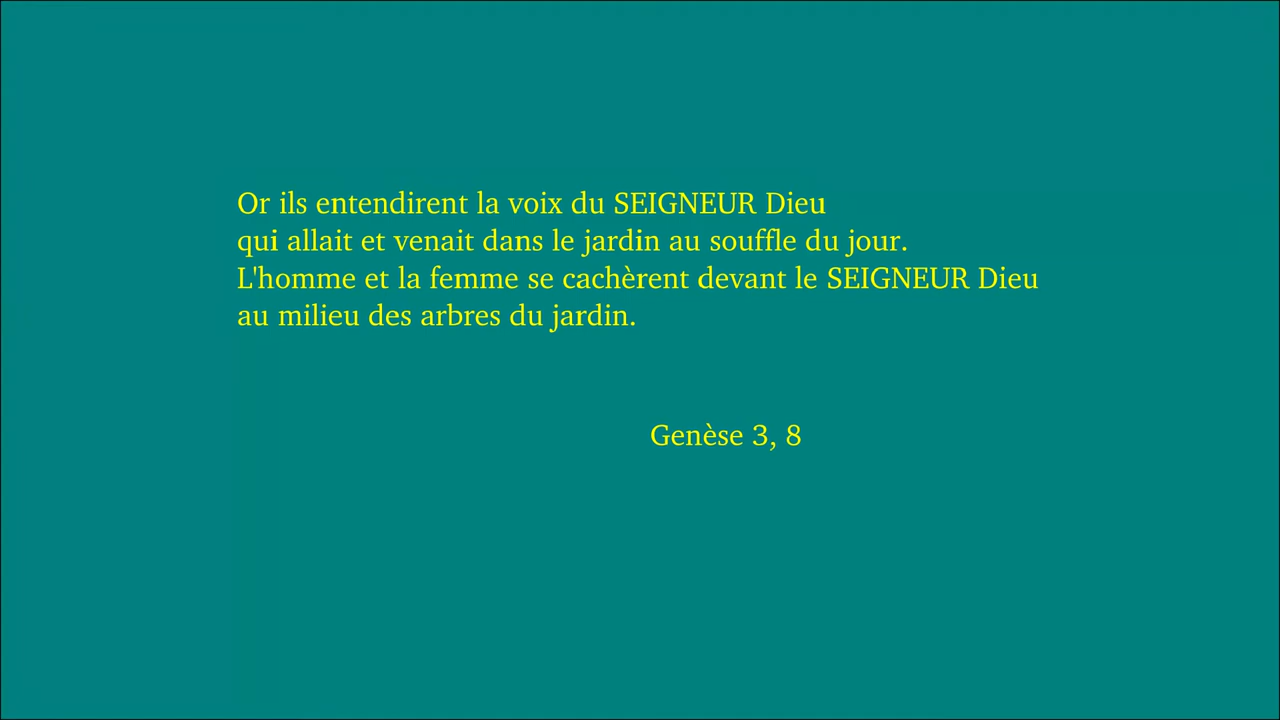 Or ils entendirent la voix du SEIGNEUR Dieu
qui allait et venait dans le jardin au souffle du jour.
L'homme et la femme se cachèrent devant le SEIGNEUR Dieu
au milieu des arbres du jardin.
Genèse 3, 8